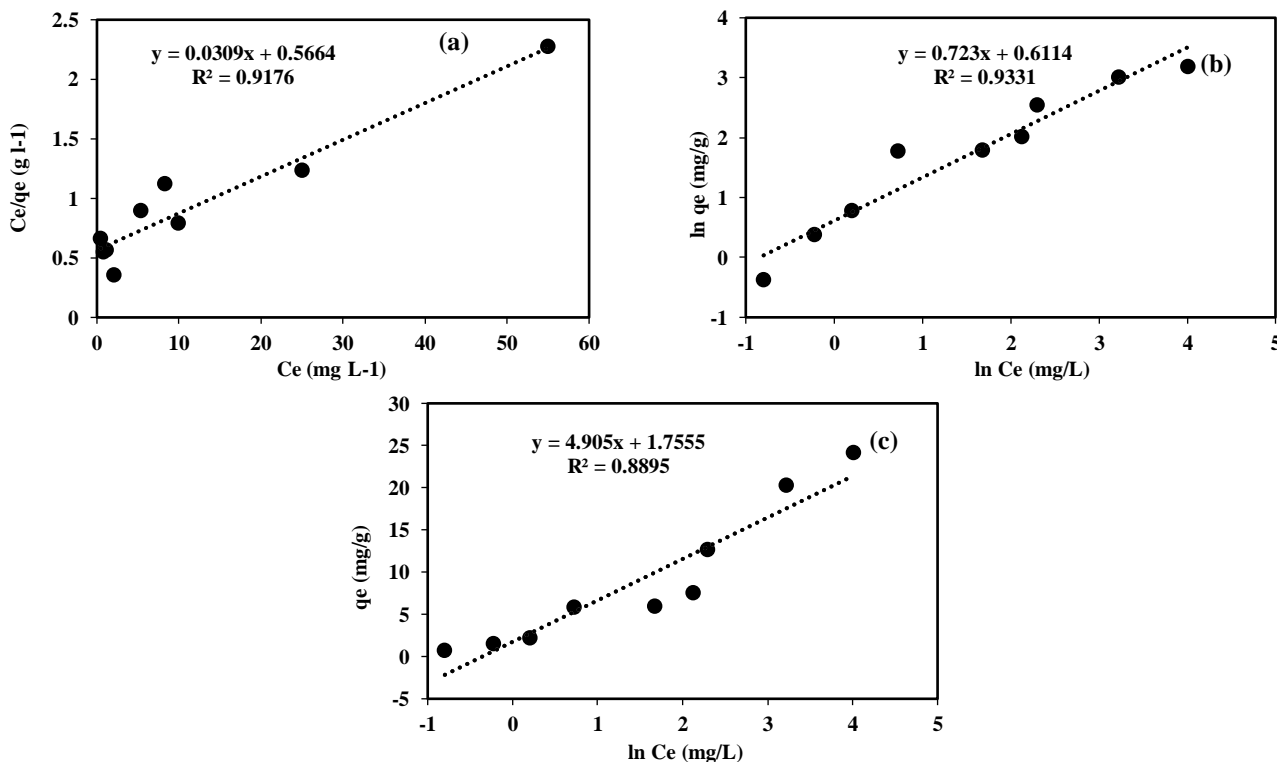 2.5
2
1.5
1
0.5
0
Ce/qe (g l-1)
y = 0.0309x + 0.5664
R² = 0.9176
(a)
0 10 20 30 40 50 60
Ce (mg L-1)
4
3
2
1
0
-1
ln qe (mg/g)
y = 0.723x + 0.6114
R² = 0.9331
(b)
-1 0 1 2 3 4 5
ln Ce (mg/L)
30
25
20
15
10
5
0
-5
qe (mg/g)
y = 4.905x + 1.7555
R² = 0.8895
(c)
-1 0 1 2 3 4 5
ln Ce (mg/L)